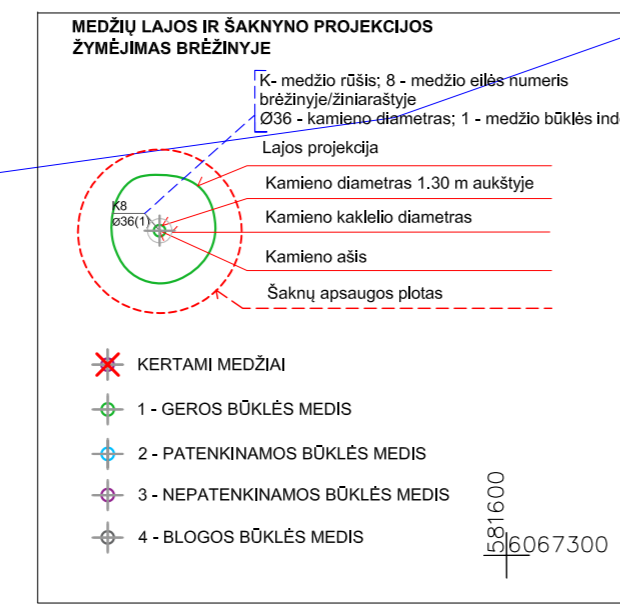 MEDŽIŲ LAJOS IR ŠAKNYNO PROJEKCIJOS
ŽYMĖJIMAS BRĖŽINYJE
K- medžio rūšis; 8 - medžio eilės numeris
brėžinyje/žiniaraštyje
Ø36 - kamieno diametras; 1 - medžio būklės
Lajos projekcija
Kamieno diametras 1.30 m aukštyje
K8
Ø36(1)
Kamieno kaklelio diametras
Kamieno ašis
Šaknų apsaugos plotas
KERTAMI MEDŽIAI
1 - GEROS BŪKLĖS MEDIS
2 - PATENKINAMOS BŪKLĖS MEDIS
3 - NEPATENKINAMOS BŪKLĖS MEDIS
4 - BLOGOS BŪKLĖS MEDIS
581600
6067300